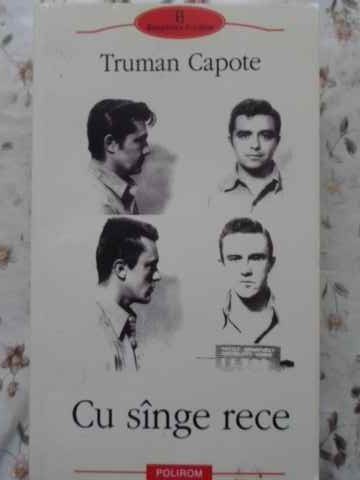 Truman Capote
Cu sînge rece
POLIROM